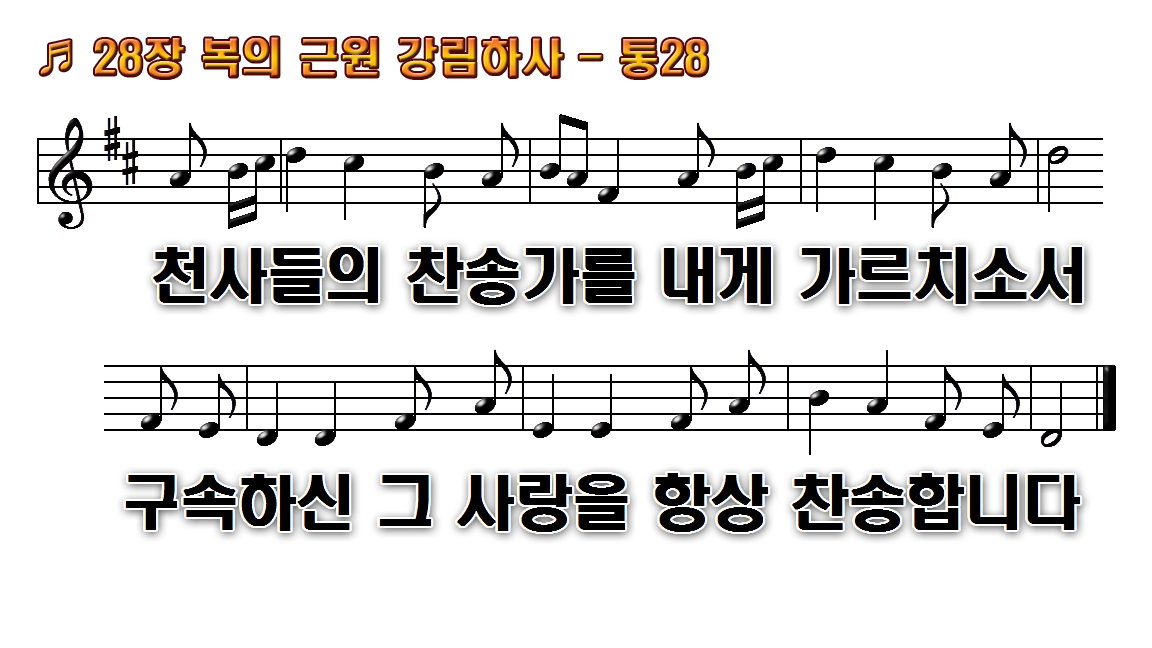 ♬ 28장 복의 근원 강림하사 - 통28
천사들의 찬송가를 내게 가르치소서
구속하신 그 사랑을 항상 찬송합니다